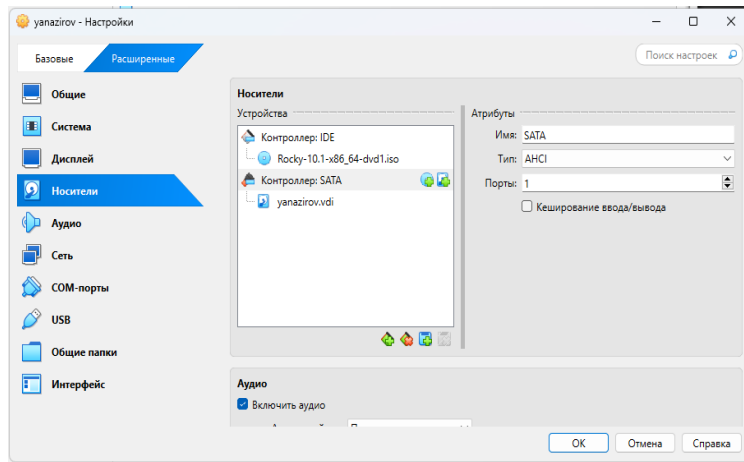 yanazirov - Настройки
Базовые
Расширенные
Поиск настроек
Общие
Система
Дисплей
Носители
Аудио
Сеть
COM-порты
USB
Общие папки
Интерфейс
Носители
Устройства
Контроллер: IDE
Rocky-10.1-x86_64-dvd1.iso
Контроллер: SATA
yanazirov.vdi
Атрибуты
Имя: SATA
Тип: AHCI
Порты: 1
Кеширование ввода/вывода
Аудио
Включить аудио
OK
Отмена
Справка